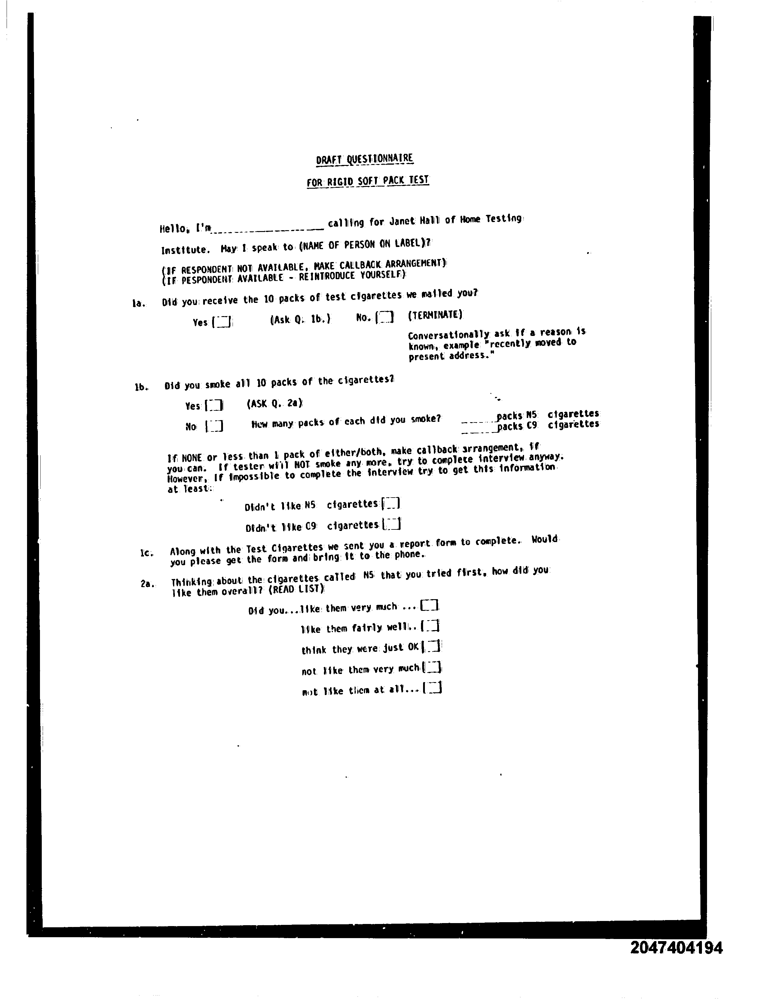 DRAFT QUESTIONNAIRE
FOR RIGID SOFT PACK TEST
Hello, I'm____________________ calling for Janet Hall of Home Testing
Institute. May I speak to (NAME OF PERSON ON LABEL)?
(IF RESPONDENT NOT AVAILABLE, MAKE CALLBACK ARRANGEMENT)
(IF PESPONDENT AVAILABLE - REINTRODUCE YOURSELF)
1a. Did you receive the 10 packs of test cigarettes we mailed you?
Yes [ ] (Ask Q. 1b.) No. [ ] (TERMINATE)
Conversationally ask if a reason is
known, example "recently moved to
present address."
1b. Did you smoke all 10 packs of the cigarettes?
Yes [ ] (ASK Q. 2a)
No [ ] How many packs of each did you smoke? ______packs N5 cigarettes
______packs C9 cigarettes
If NONE or less than 1 pack of either/both, make callback arrangement, if
you can. If tester will NOT smoke any more, try to complete interview anyway.
However, if impossible to complete the interview try to get this information
at least:
Didn't like N5 cigarettes [ ]
Didn't like C9 cigarettes [ ]
1c. Along with the Test Cigarettes we sent you a report form to complete. Would
you please get the form and bring it to the phone.
2a. Thinking about the cigarettes called N5 that you tried first, how did you
like them overall? (READ LIST)
Did you...like them very much ... [ ]
like them fairly well.. [ ]
think they were just OK [ ]
not like them very much [ ]
not like them at all... [ ]
2047404194